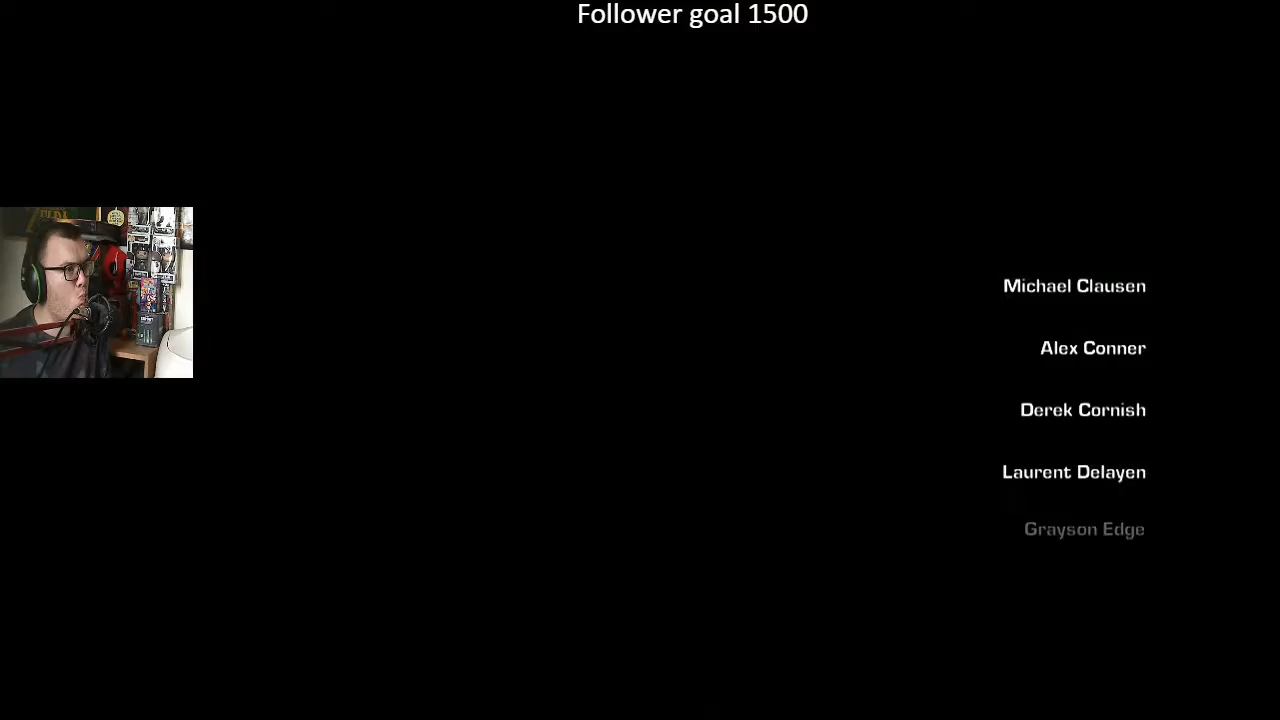 Follower goal 1500
Michael Clausen
Alex Conner
Derek Cornish
Laurent Delayen
Grayson Edge